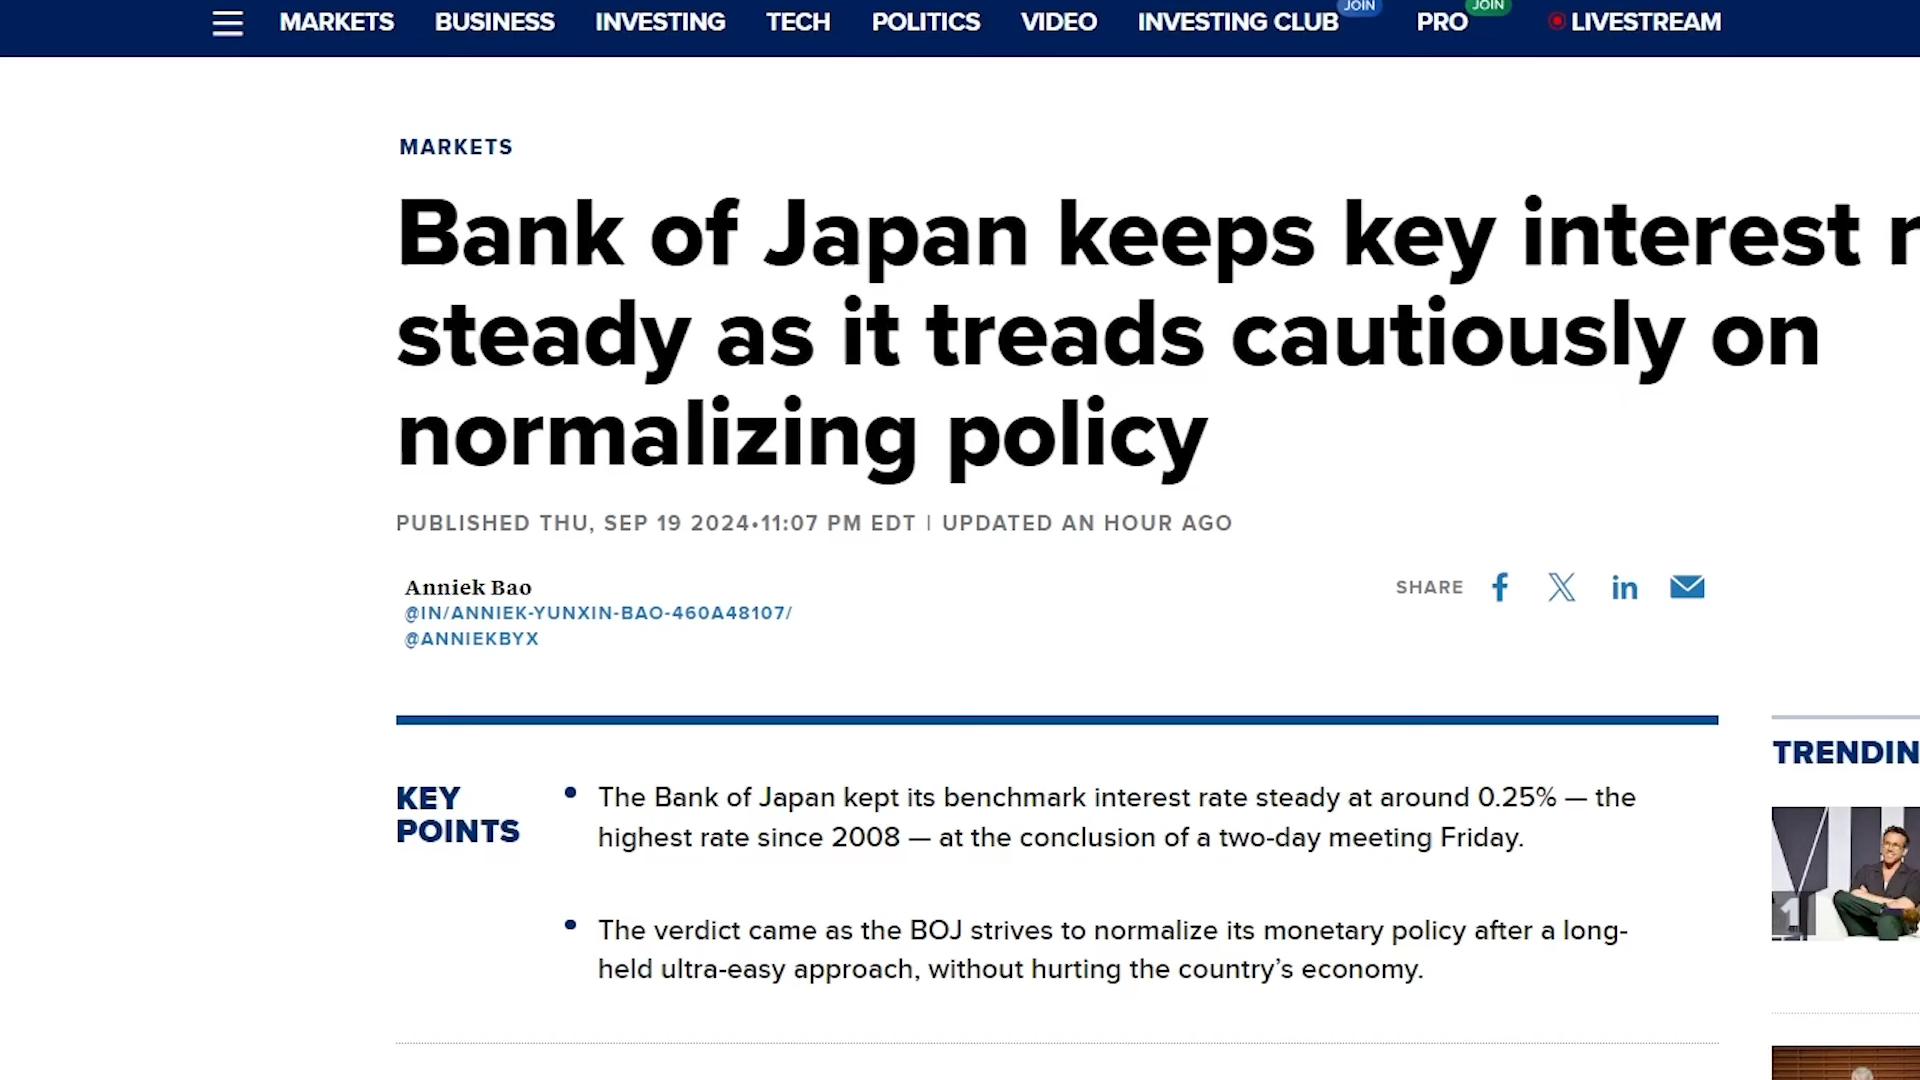 MARKETS BUSINESS INVESTING TECH POLITICS VIDEO INVESTING CLUB JOIN PRO JOIN LIVESTREAM
MARKETS
Bank of Japan keeps key interest
steady as it treads cautiously on
normalizing policy
PUBLISHED THU, SEP 19 2024•11:07 PM EDT | UPDATED AN HOUR AGO
Anniek Bao
@IN/ANNIEK-YUNXIN-BAO-460A48107/
@ANNIEKBYX
SHARE
KEY
POINTS
• The Bank of Japan kept its benchmark interest rate steady at around 0.25% — the
highest rate since 2008 — at the conclusion of a two-day meeting Friday.
• The verdict came as the BOJ strives to normalize its monetary policy after a long-
held ultra-easy approach, without hurting the country’s economy.
TRENDIN
1